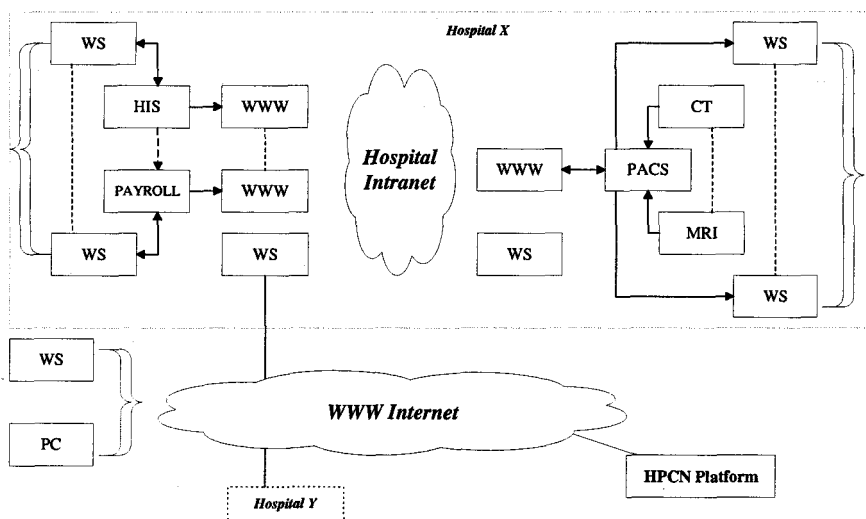 Hospital X
WS
WS
HIS
WWW
CT
Hospital
Intranet
WWW
PACS
PAYROLL
WWW
MRI
WS
WS
WS
WS
WS
WWW Internet
PC
HPCN Platform
Hospital Y